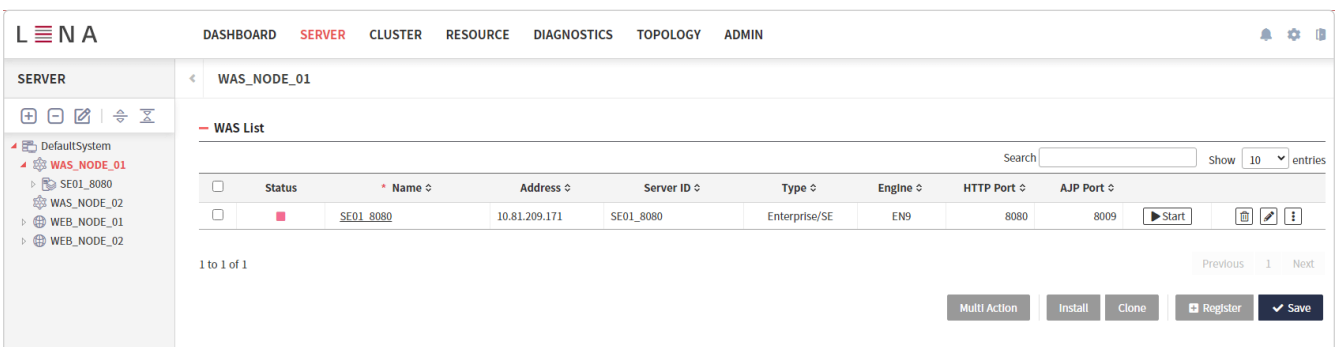 LENA
DASHBOARD SERVER CLUSTER RESOURCE DIAGNOSTICS TOPOLOGY ADMIN
SERVER
WAS_NODE_01
WAS List
DefaultSystem
WAS_NODE_01
SE01_8080
WAS_NODE_02
WEB_NODE_01
WEB_NODE_02
Search Show 10 entries
Status * Name Address Server ID Type Engine HTTP Port AJP Port
SE01_8080 10.81.209.171 SE01_8080 Enterprise/SE EN9 8080 8009 Start
1 to 1 of 1
Previous 1 Next
Multi Action Install Clone Register Save